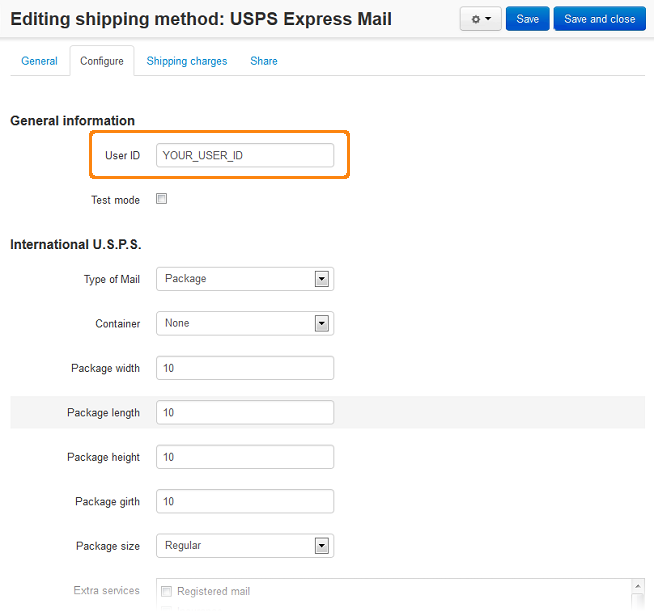 Editing shipping method: USPS Express Mail Save Save and close
General Configure Shipping charges Share
General information
User ID YOUR_USER_ID
Test mode
International U.S.P.S.
Type of Mail Package
Container None
Package width 10
Package length 10
Package height 10
Package girth 10
Package size Regular
Extra services Registered mail